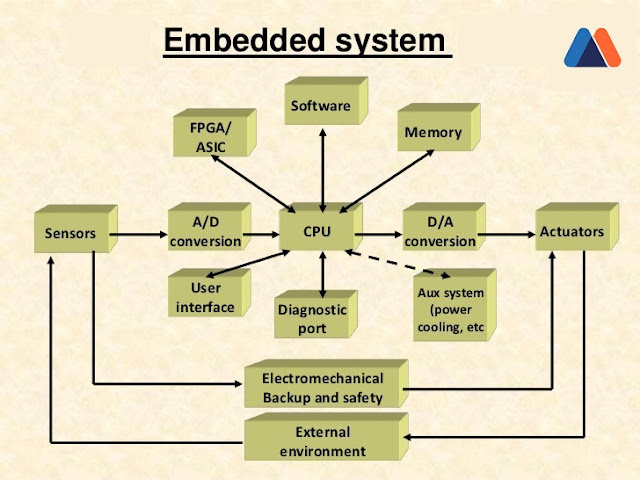 Embedded system
Software
FPGA/
ASIC
Memory
Sensors
A/D
conversion
CPU
D/A
conversion
Actuators
User
interface
Diagnostic
port
Aux system
(power
cooling, etc
Electromechanical
Backup and safety
External
environment